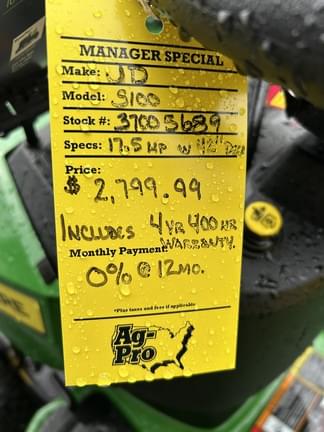 MANAGER SPECIAL
Make: JD
Model: S100
Stock #: 37005689
Specs: 17.5 HP W 42"
Price:
$ 2,799.99
INCLUDES 4 YR 400 HR
WARRANTY.
Monthly Payment:
0% @ 12 MO.
*Plus taxes and fees if applicable
Ag-
Pro